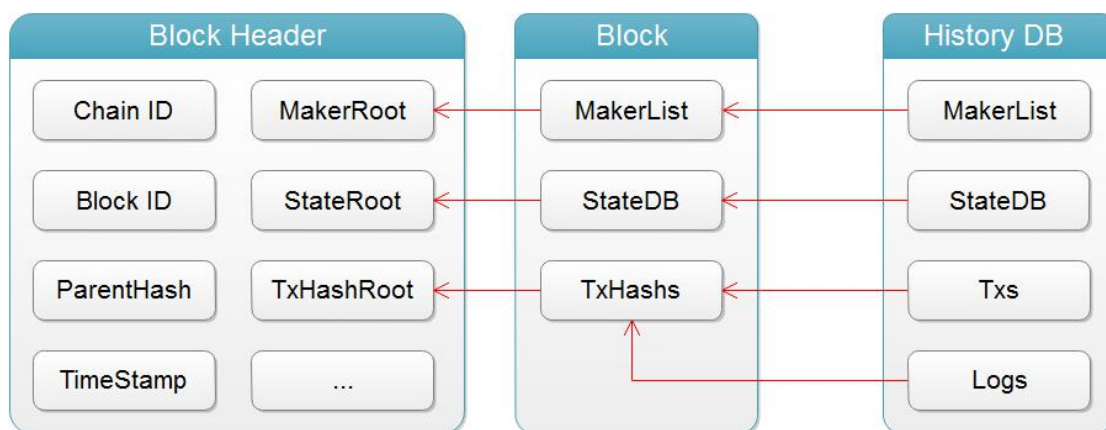 Block Header
Block
History DB
Chain ID
MakerRoot
MakerList
MakerList
Block ID
StateRoot
StateDB
StateDB
ParentHash
TxHashRoot
TxHashs
Txs
TimeStamp
...
Logs